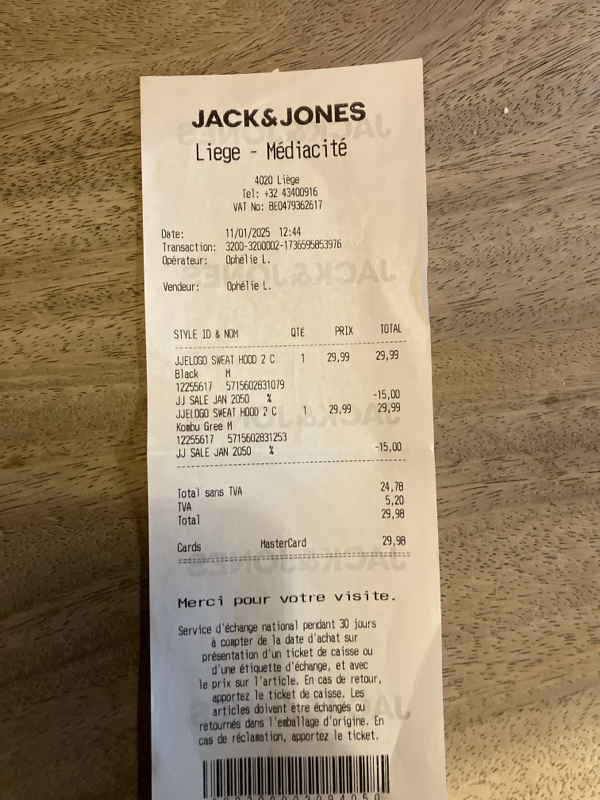 JACK&JONES
Liege - Médiacité
4020 Liège
Tel: +32 43400916
VAT No: BE0479362617
Date: 11/01/2025 12:44
Transaction: 3200-3200002-1736595853976
Opérateur: Ophélie L.
Vendeur: Ophélie L.
STYLE ID & NOM QTÉ PRIX TOTAL
JJELOGO SWEAT HOOD 2 C 1 29,99 29,99
Black M
12255617 5715602831079
JJ SALE JAN 2050 % -15,00
JJELOGO SWEAT HOOD 2 C 1 29,99 29,99
Kombu Gree M
12255617 5715602831253
JJ SALE JAN 2050 % -15,00
Total sans TVA 24,78
TVA 5,20
Total 29,98
Cards MasterCard 29,98
Merci pour votre visite.
Service d'échange national pendant 30 jours
à compter de la date d'achat sur
présentation d'un ticket de caisse ou
d'une étiquette d'échange, et avec
le prix sur l'article. En cas de retour,
apportez le ticket de caisse. Les
articles doivent être échangés ou
retournés dans l'emballage d'origine. En
cas de réclamation, apportez le ticket.